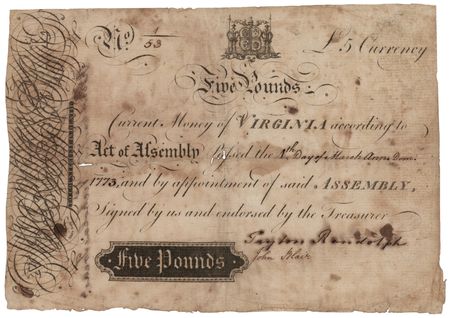 No. 1/53
£5 Currency
Five Pounds
Current Money of VIRGINIA according to
Act of Assembly Passed the 1th Day of March Anno Dom.
1773, and by appointment of said ASSEMBLY,
Signed by us and endorsed by the Treasurer
Peyton Randolph
John Blair
Five Pounds